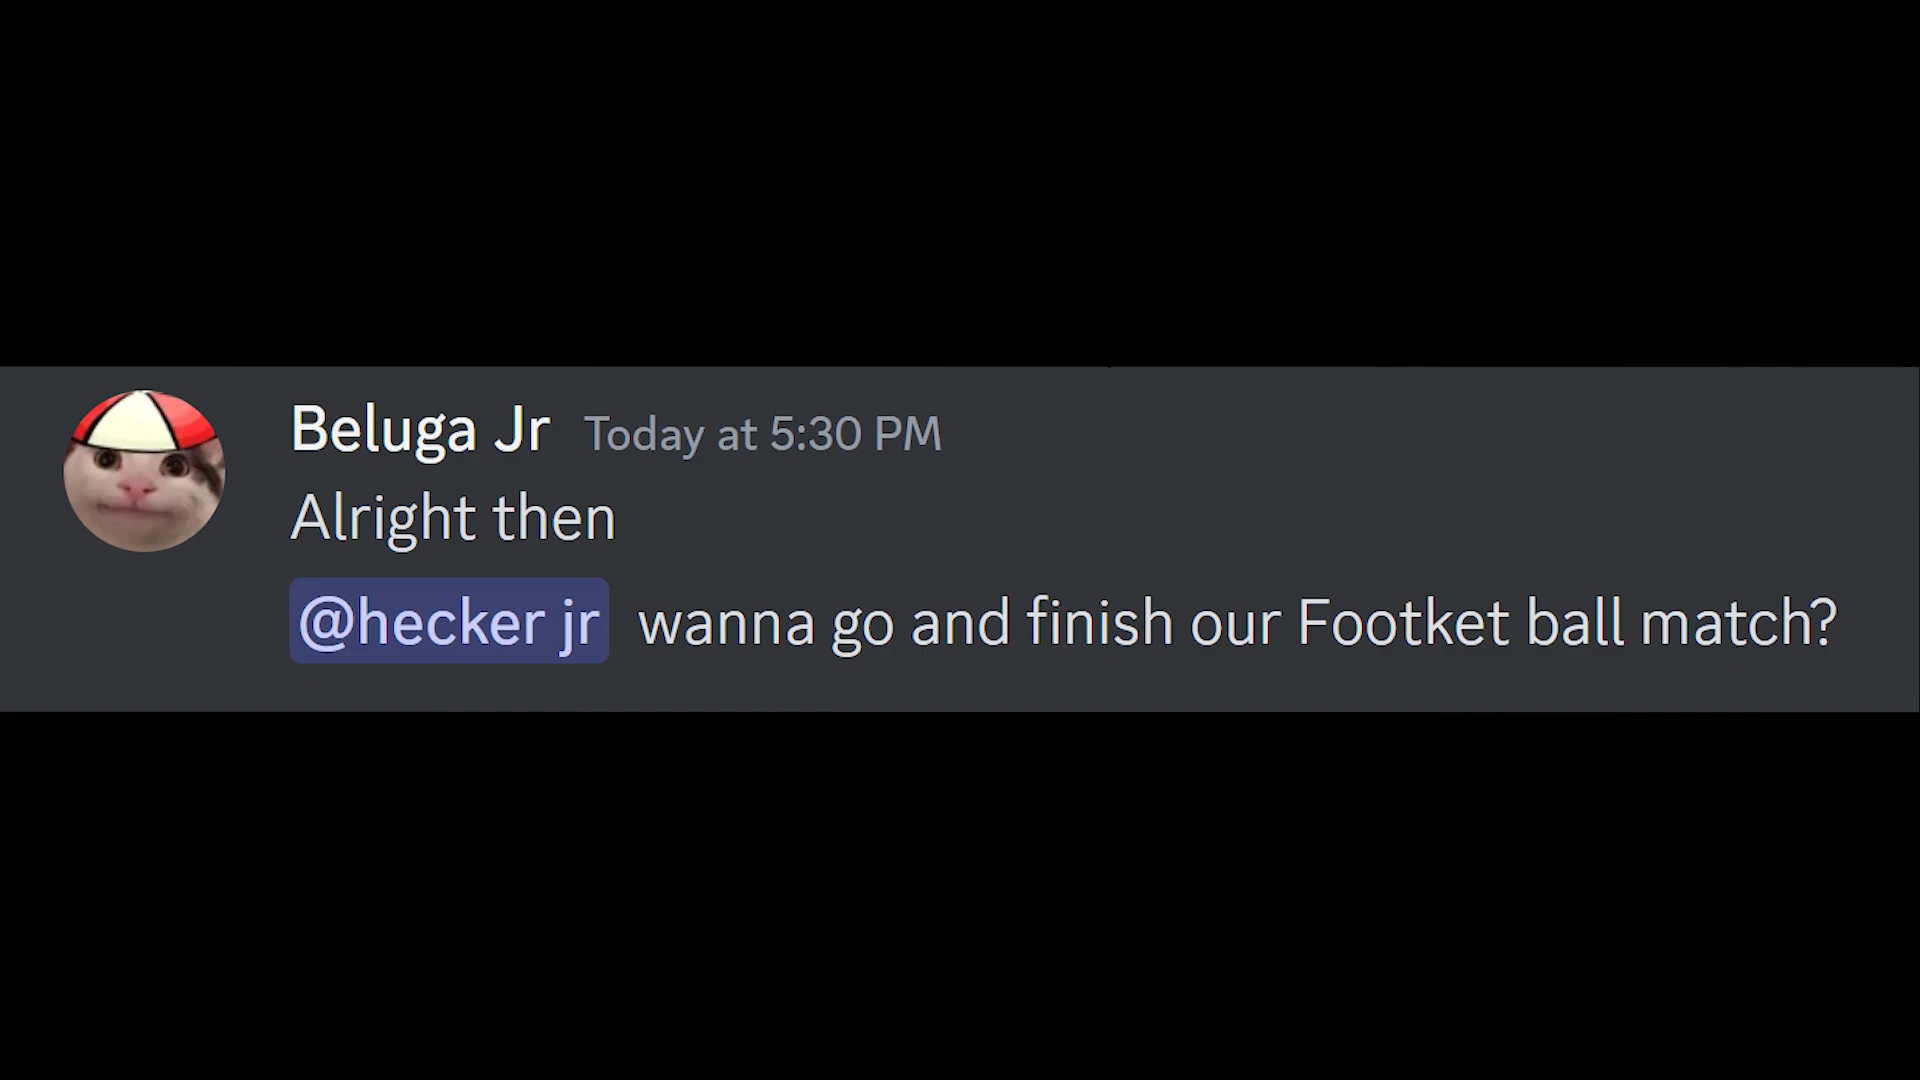 Beluga Jr Today at 5:30 PM
Alright then
@hecker jr wanna go and finish our Footket ball match?